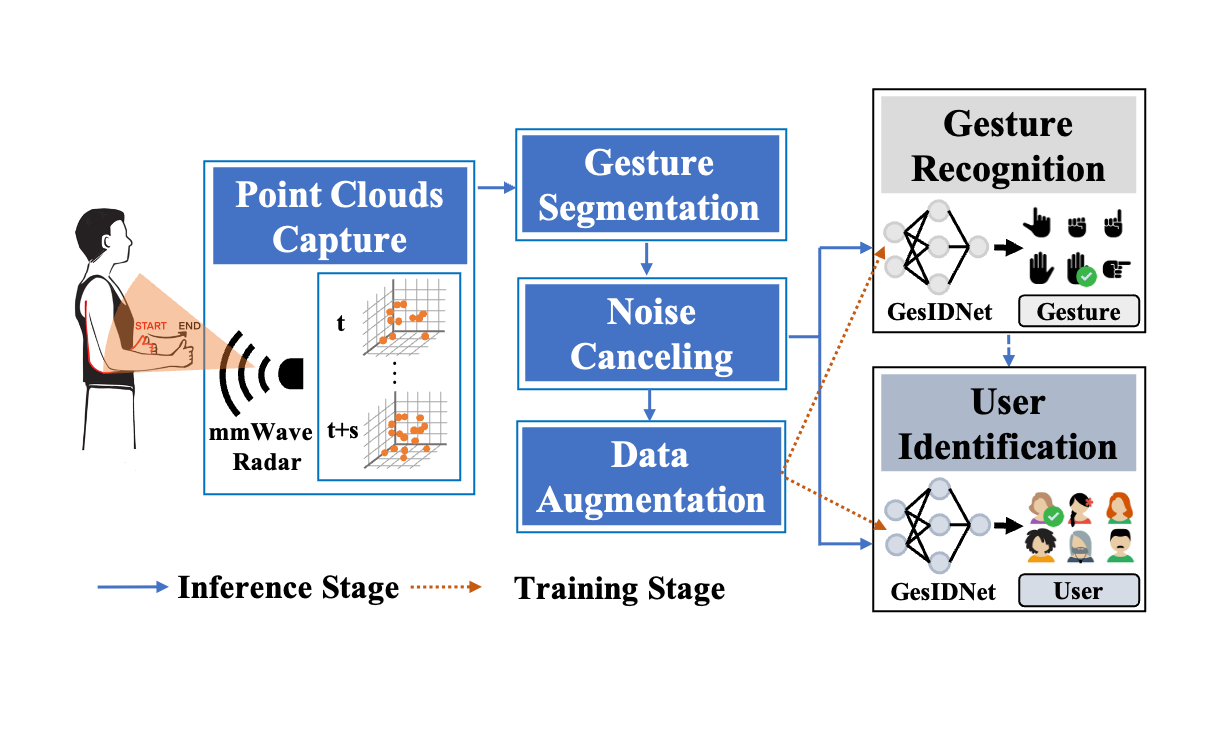 START
END
Point Clouds
Capture
t
t+s
mmWave
Radar
Gesture
Segmentation
Noise
Canceling
Data
Augmentation
Gesture
Recognition
GesIDNet
Gesture
User
Identification
GesIDNet
User
Inference Stage
Training Stage